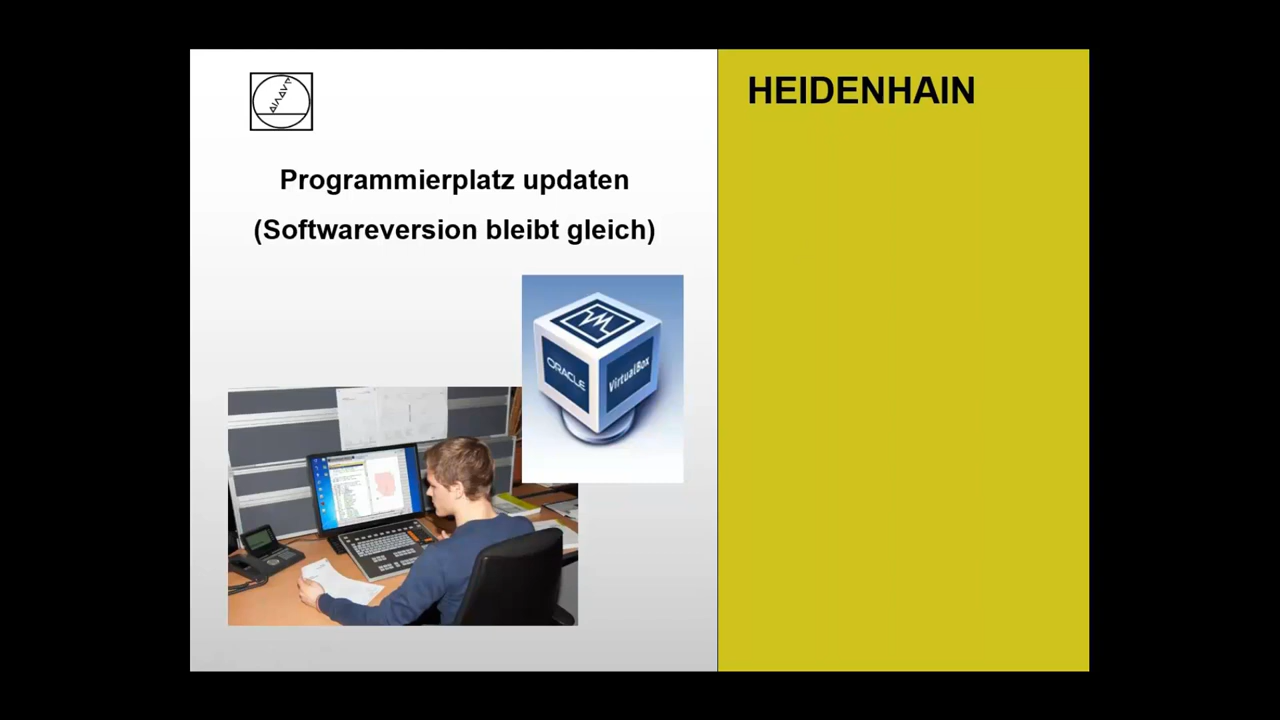 HEIDENHAIN
Programmierplatz updaten
(Softwareversion bleibt gleich)
ORACLE
VirtualBox